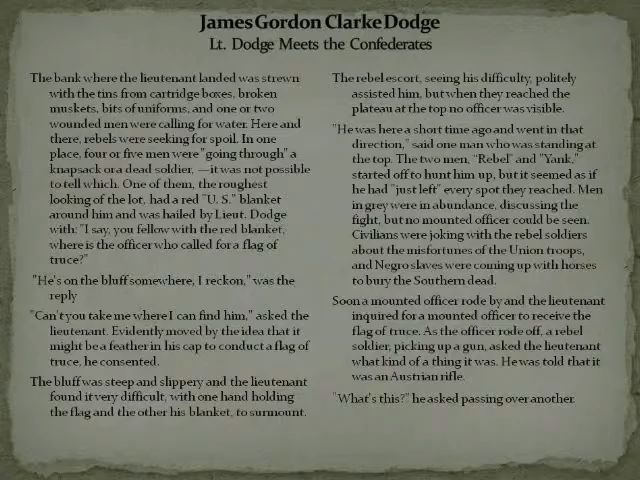 James Gordon Clarke Dodge
Lt. Dodge Meets the Confederates
The bank where the lieutenant landed was strewn
with the tins from cartridge boxes, broken
muskets, bits of uniforms, and one or two
wounded men were calling for water. Here and
there, rebels were seeking for spoil. In one
place, four or five men were "going through" a
knapsack or a dead soldier, —it was not possible
to tell which. One of them, the roughest
looking of the lot, had a red "U. S." blanket
around him and was hailed by Lieut. Dodge
with: "I say, you fellow with the red blanket,
where is the officer who called for a flag of
truce?"
"He's on the bluff somewhere, I reckon," was the
reply
"Can't you take me where I can find him," asked the
lieutenant. Evidently moved by the idea that it
might be a feather in his cap to conduct a flag of
truce, he consented.
The bluff was steep and slippery and the lieutenant
found it very difficult, with one hand holding
the flag and the other his blanket, to surmount.
The rebel escort, seeing his difficulty, politely
assisted him, but when they reached the
plateau at the top no officer was visible.
"He was here a short time ago and went in that
direction," said one man who was standing at
the top. The two men, "Rebel" and "Yank,"
started off to hunt him up, but it seemed as if
he had "just left" every spot they reached. Men
in grey were in abundance, discussing the
fight, but no mounted officer could be seen.
Civilians were joking with the rebel soldiers
about the misfortunes of the Union troops,
and Negro slaves were coming up with horses
to bury the Southern dead.
Soon a mounted officer rode by and the lieutenant
inquired for a mounted officer to receive the
flag of truce. As the officer rode off, a rebel
soldier, picking up a gun, asked the lieutenant
what kind of a thing it was. He was told that it
was an Austrian rifle.
"What's this?" he asked passing over another.